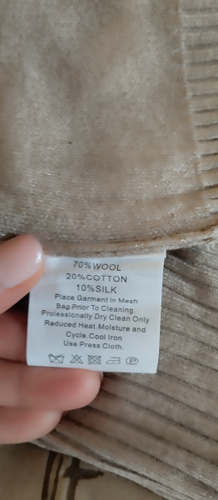 70%WOOL
20%COTTON
10%SILK
Place Garment in Mesh
Bag Prior To Cleaning.
Prolessionally Dry Clean Only
Reduced Heat.Moisture and
Cycle.Cool Iron
Use Press Cloth.